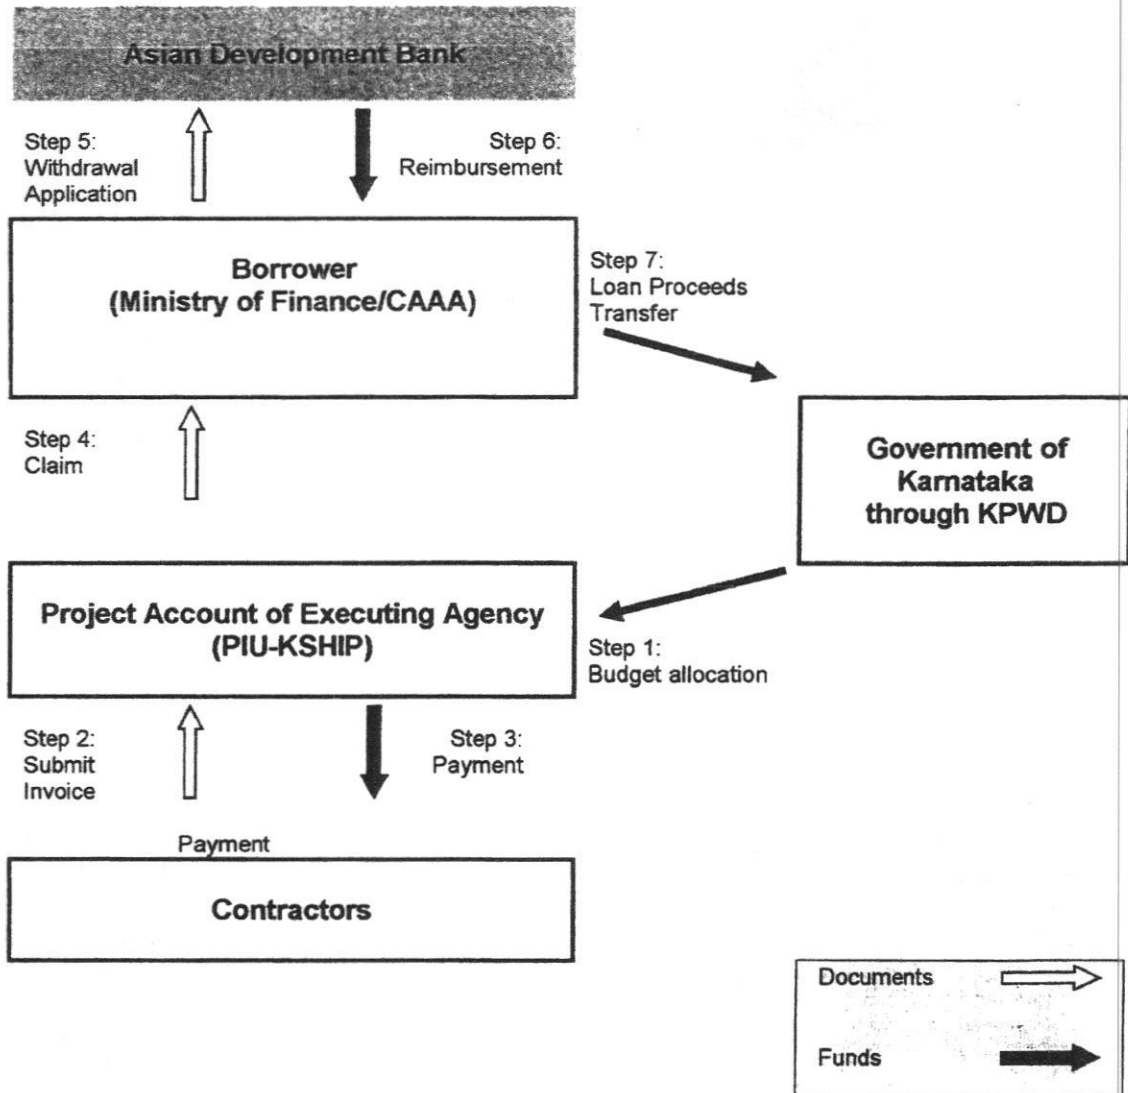 Asian Development Bank
Step 5:
Withdrawal
Application
Step 6:
Reimbursement
Borrower
(Ministry of Finance/CAAA)
Step 7:
Loan Proceeds
Transfer
Step 4:
Claim
Government of
Karnataka
through KPWD
Project Account of Executing Agency
(PIU-KSHIP)
Step 1:
Budget allocation
Step 2:
Submit
Invoice
Step 3:
Payment
Payment
Contractors
Documents
Funds